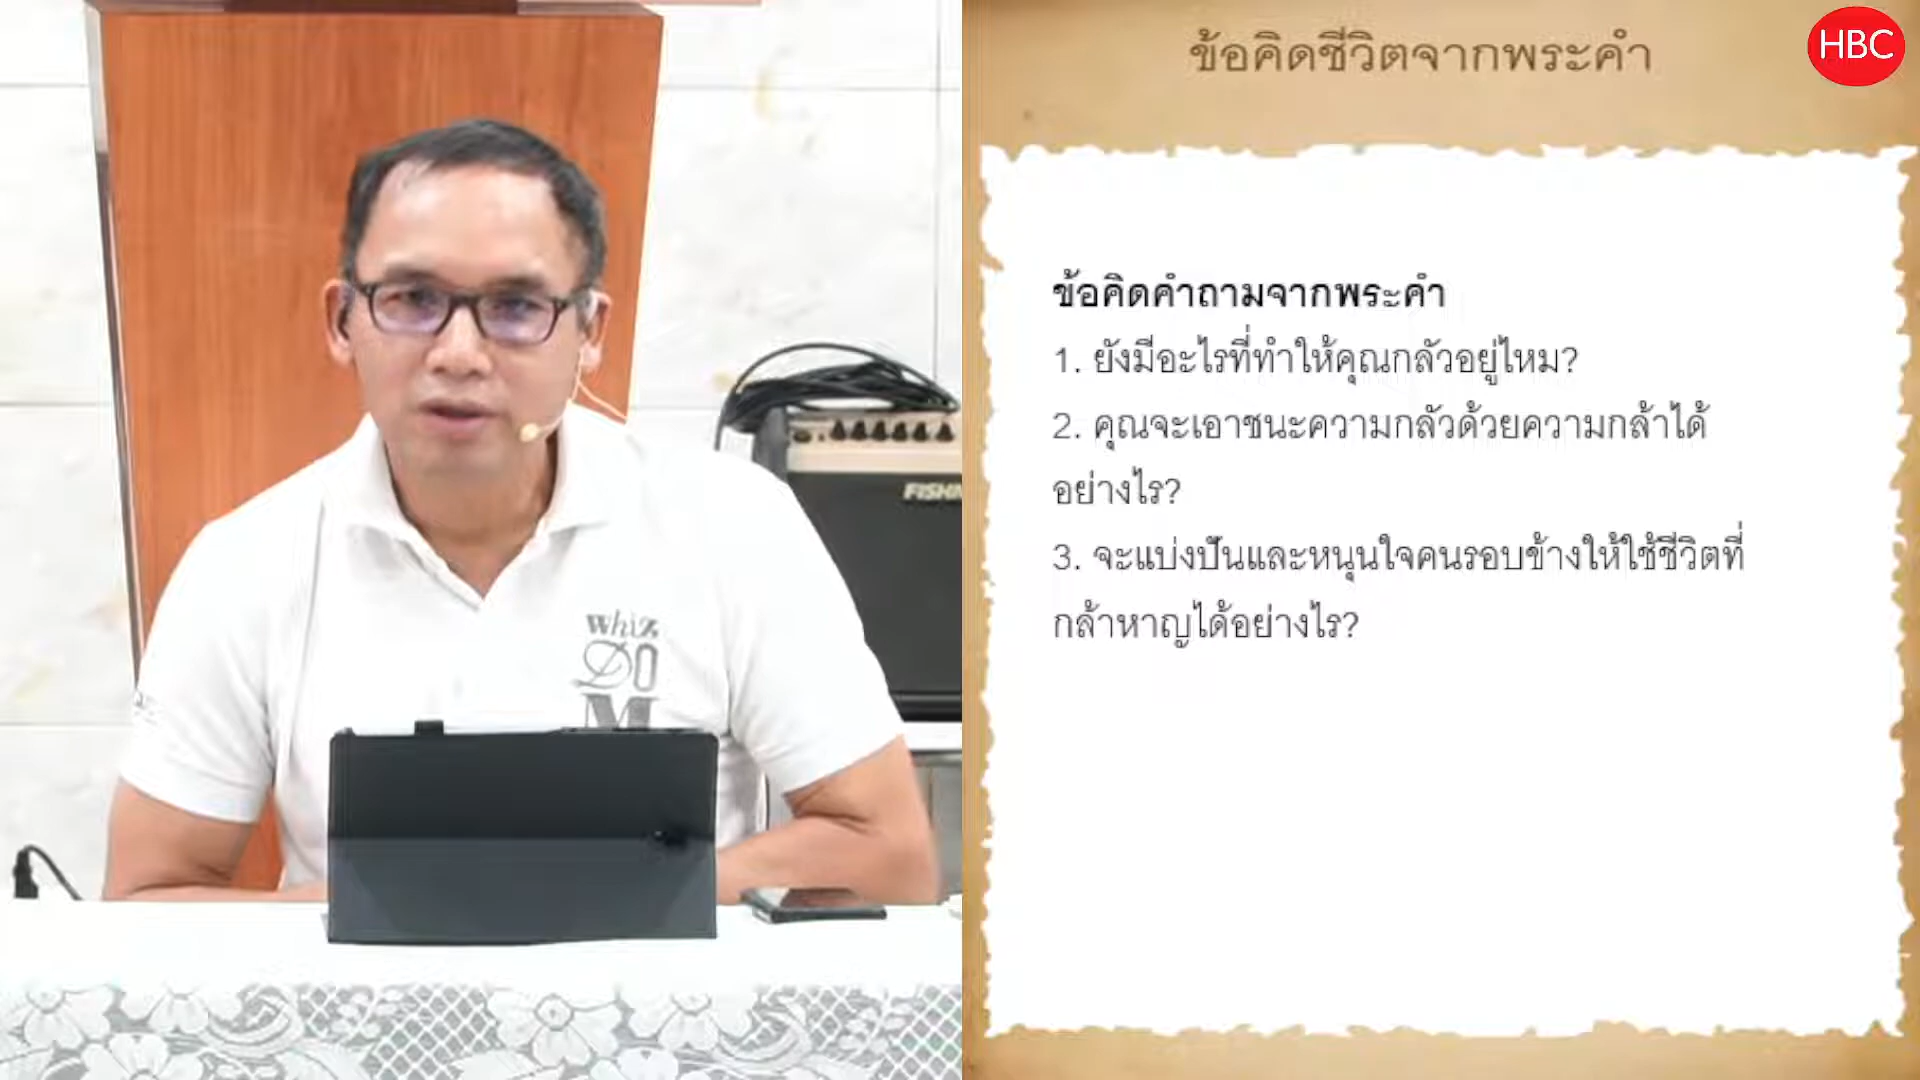 ข้อคิดชีวิตจากพระคำ
HBC
ข้อคิดคำถามจากพระคำ
1. ยังมีอะไรที่ทำให้คุณกลัวอยู่ไหม?
2. คุณจะเอาชนะความกลัวด้วยความกล้าได้
อย่างไร?
3. จะแบ่งปันและหนุนใจคนรอบข้างให้ใช้ชีวิตที่
กล้าหาญได้อย่างไร?
whiz
DO
M